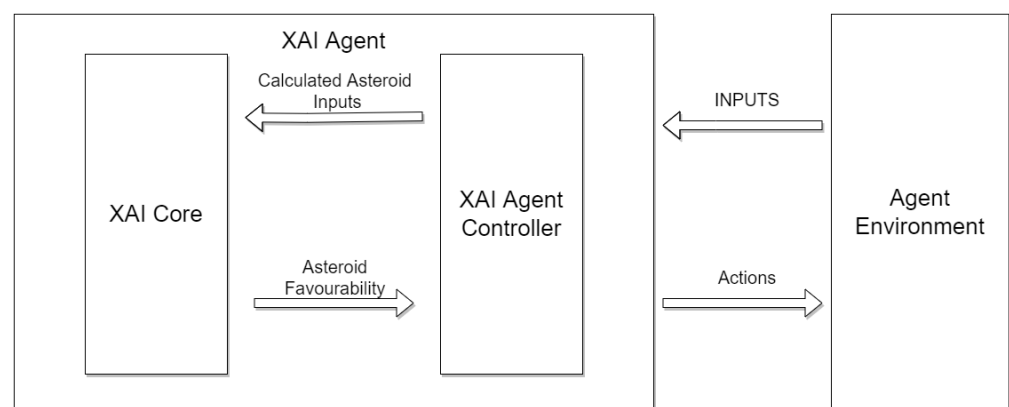 XAI Agent
Calculated Asteroid
Inputs
INPUTS
XAI Core
XAI Agent
Controller
Agent
Environment
Asteroid
Favourability
Actions